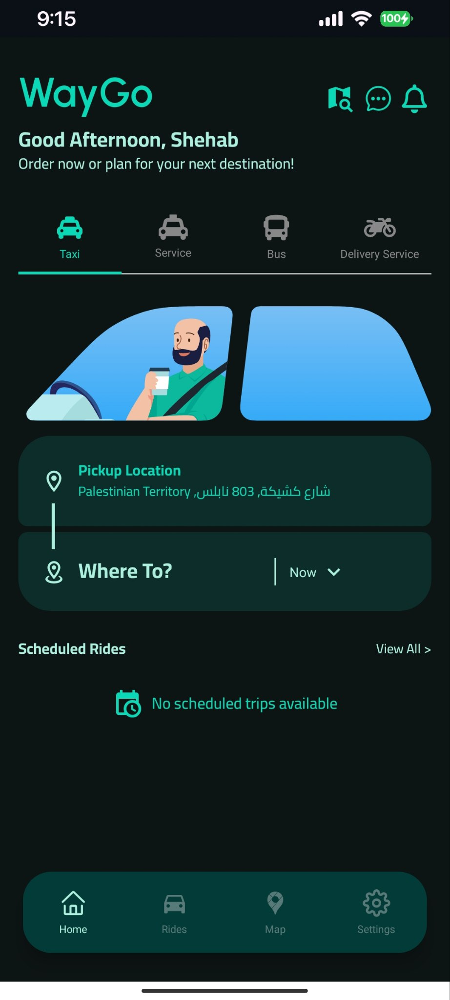 9:15
100
WayGo
Good Afternoon, Shehab
Order now or plan for your next destination!
Taxi
Service
Bus
Delivery Service
Pickup Location
شارع كشيكة, 803 نابلس, Palestinian Territory
Where To?
Now
Scheduled Rides
View All >
No scheduled trips available
Home
Rides
Map
Settings